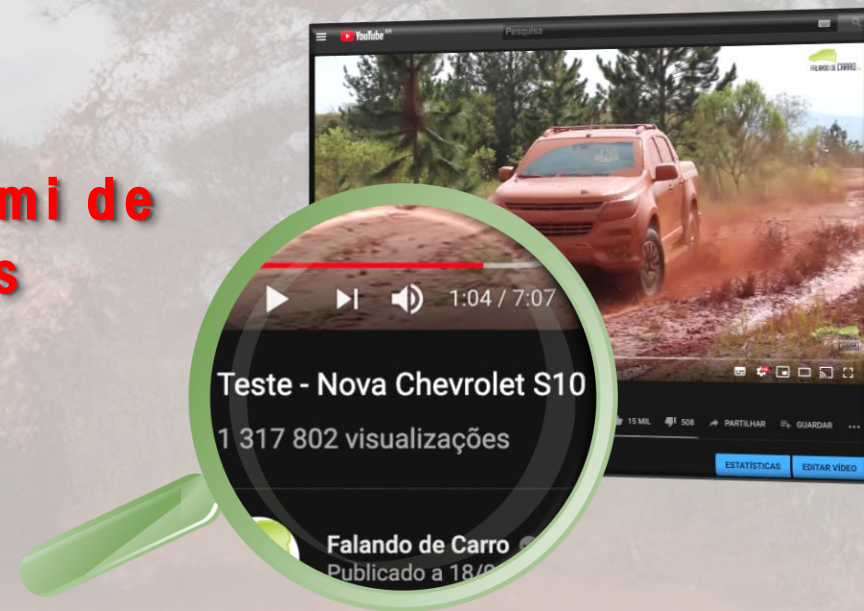 YouTube BR
Pesquisa
FALANDO DE CARRO
mi de
s
1:04 / 7:07
Teste - Nova Chevrolet S10
1 317 802 visualizações
15 MIL 508 PARTILHAR GUARDAR
ESTATÍSTICAS EDITAR VÍDEO
Falando de Carro
Publicado a 18/